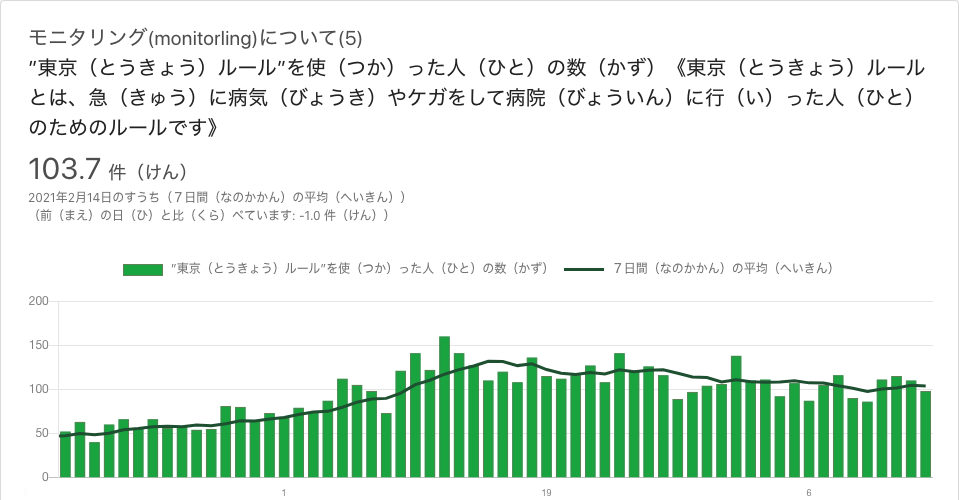 モニタリング(monitorling)について(5)
”東京（とうきょう）ルール”を使（つか）った人（ひと）の数（かず）《東京（とうきょう）ルール
とは、急（きゅう）に病気（びょうき）やケガをして病院（びょういん）に行（い）った人（ひと）
のためのルールです》
103.7 件（けん）
2021年2月14日のすうち（７日間（なのかかん）の平均（へいきん））
（前（まえ）の日（ひ）と比（くら）べています: -1.0 件（けん））
”東京（とうきょう）ルール”を使（つか）った人（ひと）の数（かず） ７日間（なのかかん）の平均（へいきん）
200
150
100
50
0
1 19 6